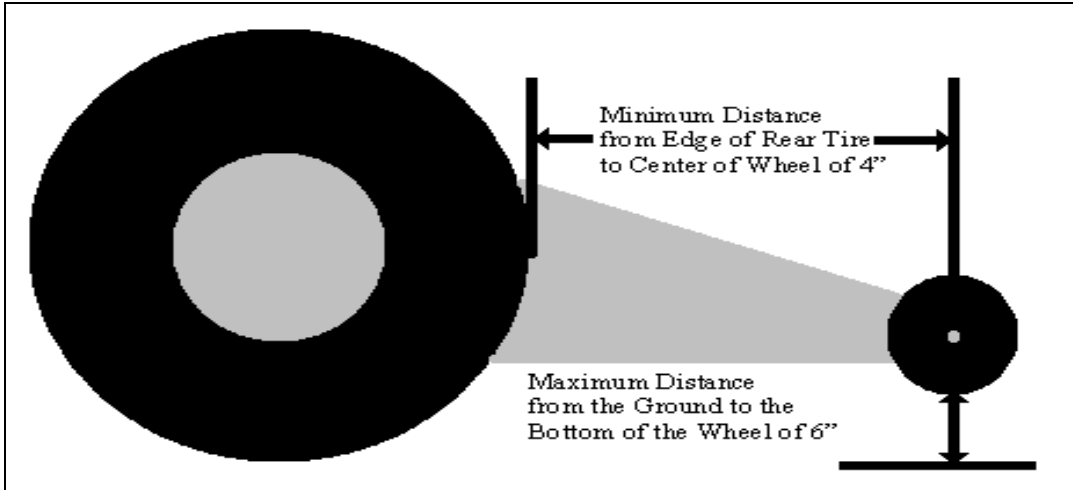 Minimum Distance
from Edge of Rear Tire
to Center of Wheel of 4”
Maximum Distance
from the Ground to the
Bottom of the Wheel of 6”